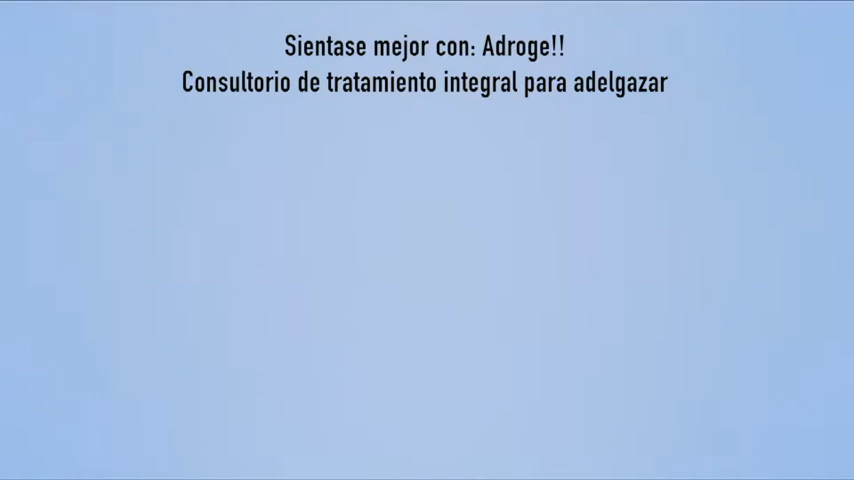 Sientase mejor con: Adroge!!
Consultorio de tratamiento integral para adelgazar